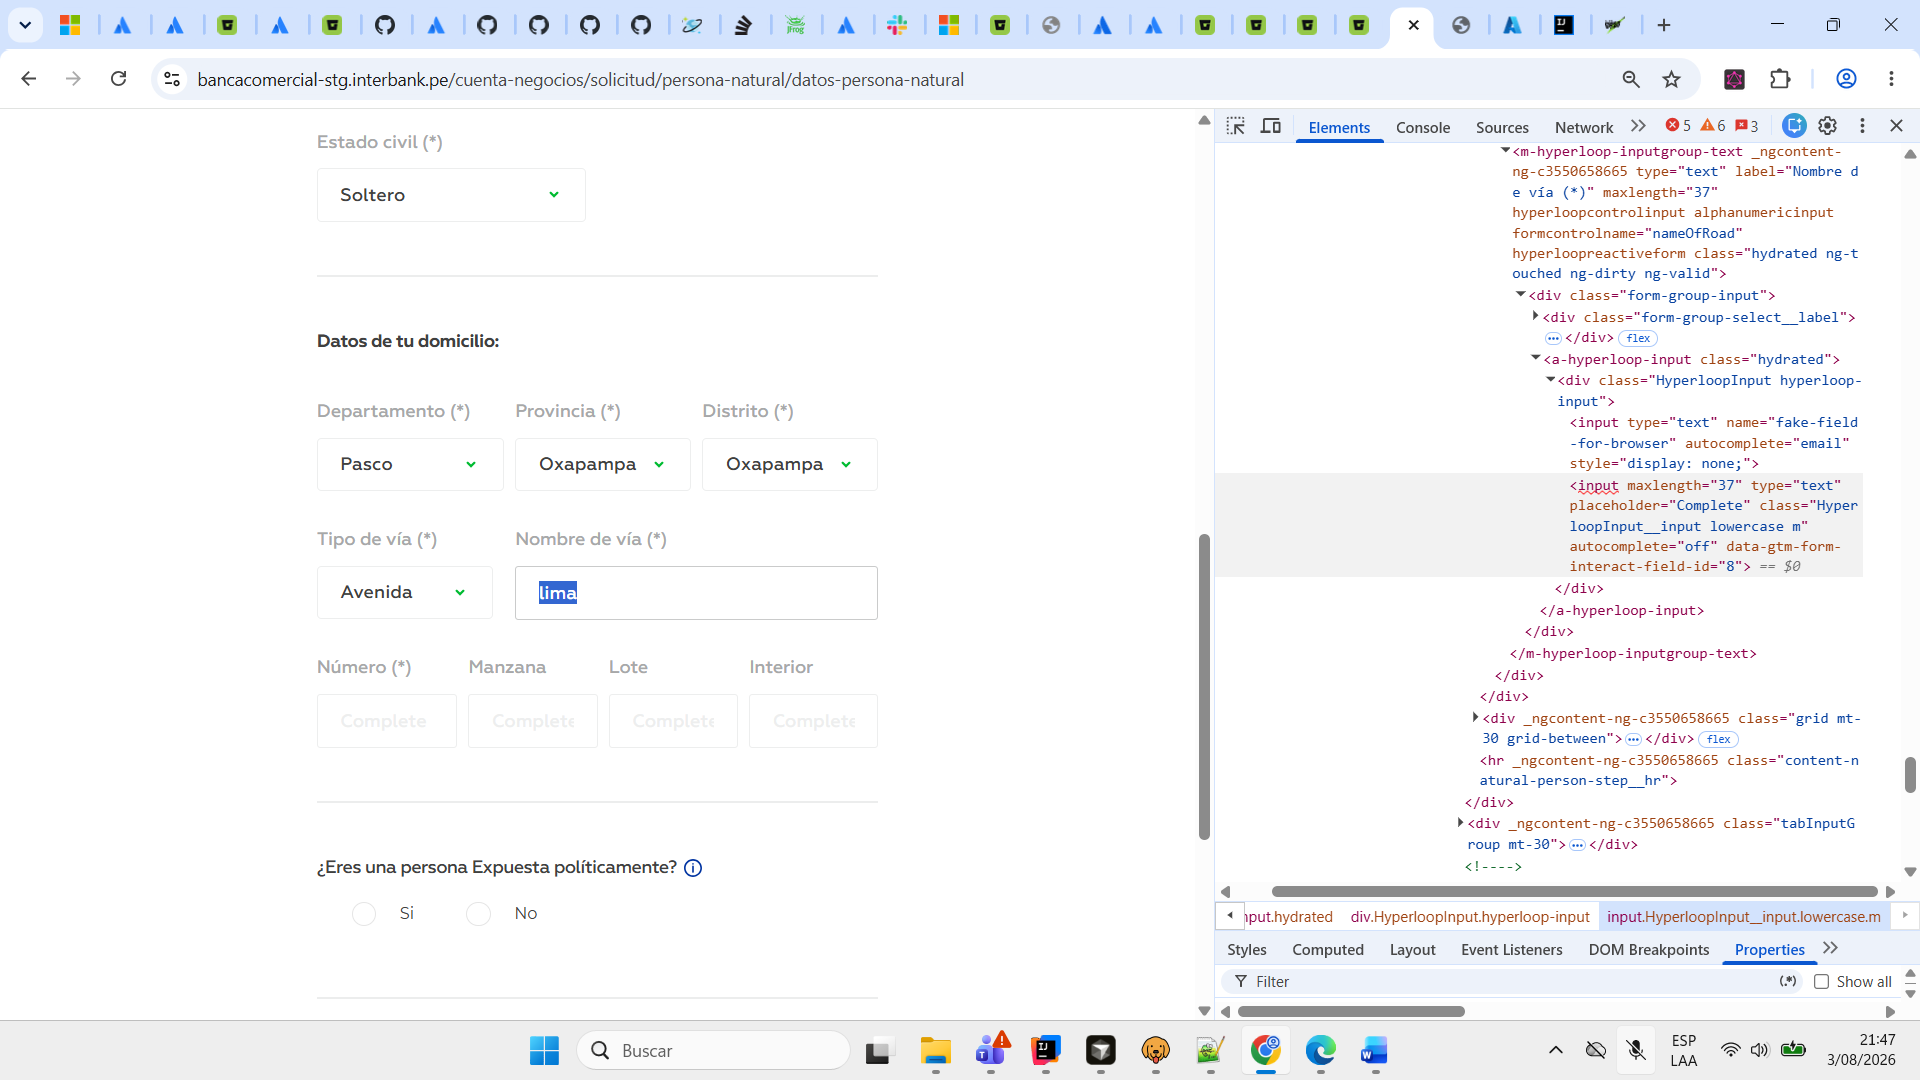 bancacomercial-stg.interbank.pe/cuenta-negocios/solicitud/persona-natural/datos-persona-natural
Estado civil (*)
Soltero
Datos de tu domicilio:
Departamento (*) Provincia (*) Distrito (*)
Pasco Oxapampa Oxapampa
Tipo de vía (*) Nombre de vía (*)
Avenida lima
Número (*) Manzana Lote Interior
Complete Complete Complete Complete
¿Eres una persona Expuesta políticamente?
Si No
Elements Console Sources Network 5 6 3
<m-hyperloop-inputgroup-text _ngcontent-
ng-c3550658665 type="text" label="Nombre d
e vía (*)" maxlength="37"
hyperloopcontrolinput alphanumericinput
formcontrolname="nameOfRoad"
hyperloopreactiveform class="hydrated ng-t
ouched ng-dirty ng-valid">
<div class="form-group-input">
<div class="form-group-select__label">
</div> flex
<a-hyperloop-input class="hydrated">
<div class="HyperloopInput hyperloop-
input">
<input type="text" name="fake-field
-for-browser" autocomplete="email"
style="display: none;">
<input maxlength="37" type="text"
placeholder="Complete" class="Hyper
loopInput__input lowercase m"
autocomplete="off" data-gtm-form-
interact-field-id="8"> == $0
</div>
</a-hyperloop-input>
</div>
</m-hyperloop-inputgroup-text>
</div>
</div>
<div _ngcontent-ng-c3550658665 class="grid mt-
30 grid-between"> </div> flex
<hr _ngcontent-ng-c3550658665 class="content-n
atural-person-step__hr">
</div>
<div _ngcontent-ng-c3550658665 class="tabInputG
roup mt-30"> </div>
<!---->
nput.hydrated div.HyperloopInput.hyperloop-input input.HyperloopInput__input.lowercase.m
Styles Computed Layout Event Listeners DOM Breakpoints Properties
Filter (.*) Show all
Buscar
ESP
LAA
21:47
3/08/2026